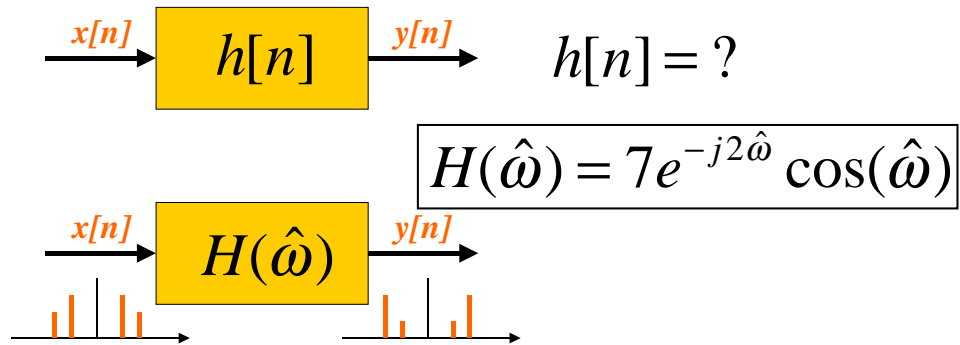 x[n] y[n]
h[n] h[n] = ?
H(ω̂) = 7e^{-j2ω̂} cos(ω̂)
x[n] y[n]
H(ω̂)